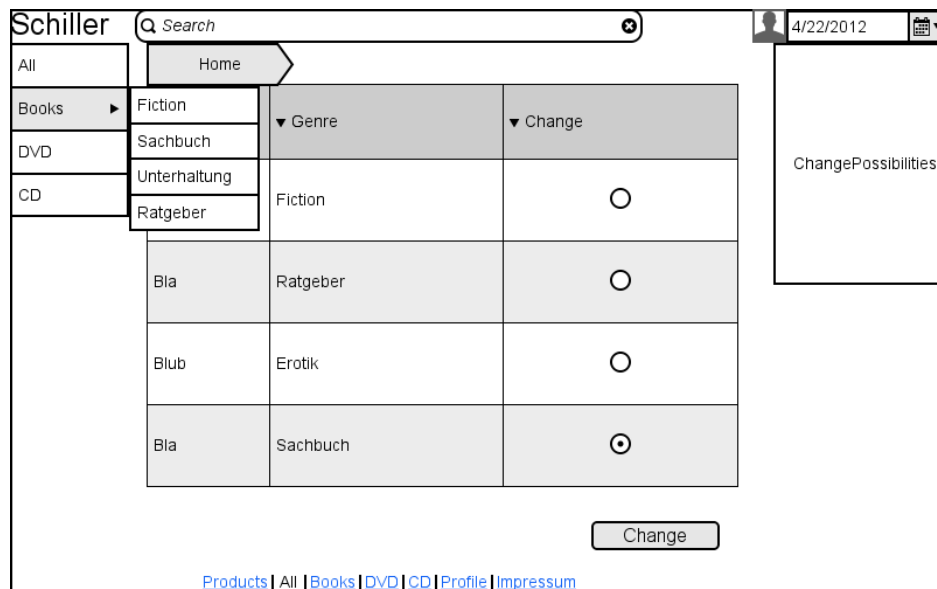 Schiller
Search
4/22/2012
All
Books
DVD
CD
Fiction
Sachbuch
Unterhaltung
Ratgeber
Home
Genre
Change
Fiction
Bla
Ratgeber
Blub
Erotik
Bla
Sachbuch
ChangePossibilities
Change
Products | All | Books | DVD | CD | Profile | Impressum